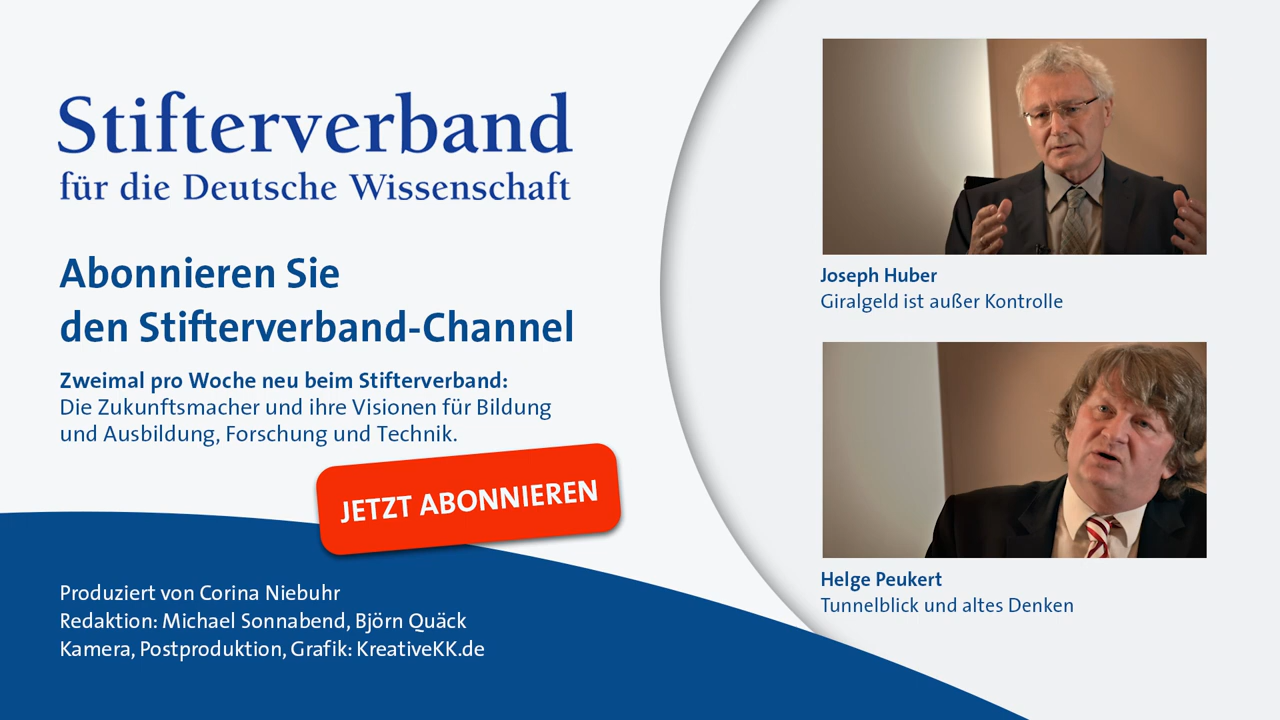 Stifterverband
für die Deutsche Wissenschaft
Abonnieren Sie
den Stifterverband-Channel
Zweimal pro Woche neu beim Stifterverband:
Die Zukunftsmacher und ihre Visionen für Bildung
und Ausbildung, Forschung und Technik.
JETZT ABONNIEREN
Produziert von Corina Niebuhr
Redaktion: Michael Sonnabend, Björn Quäck
Kamera, Postproduktion, Grafik: KreativeKK.de
Joseph Huber
Giralgeld ist außer Kontrolle
Helge Peukert
Tunnelblick und altes Denken